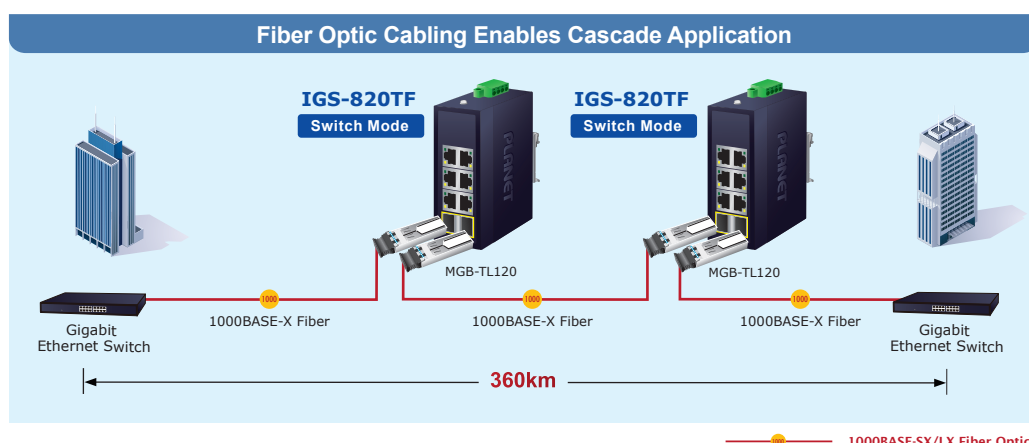 Fiber Optic Cabling Enables Cascade Application
IGS-820TF
Switch Mode
IGS-820TF
Switch Mode
PLANET
PLANET
MGB-TL120
MGB-TL120
1000
1000
1000
1000BASE-X Fiber
1000BASE-X Fiber
1000BASE-X Fiber
Gigabit
Ethernet Switch
Gigabit
Ethernet Switch
360km
1000
1000BASE-SX/LX Fiber Optic